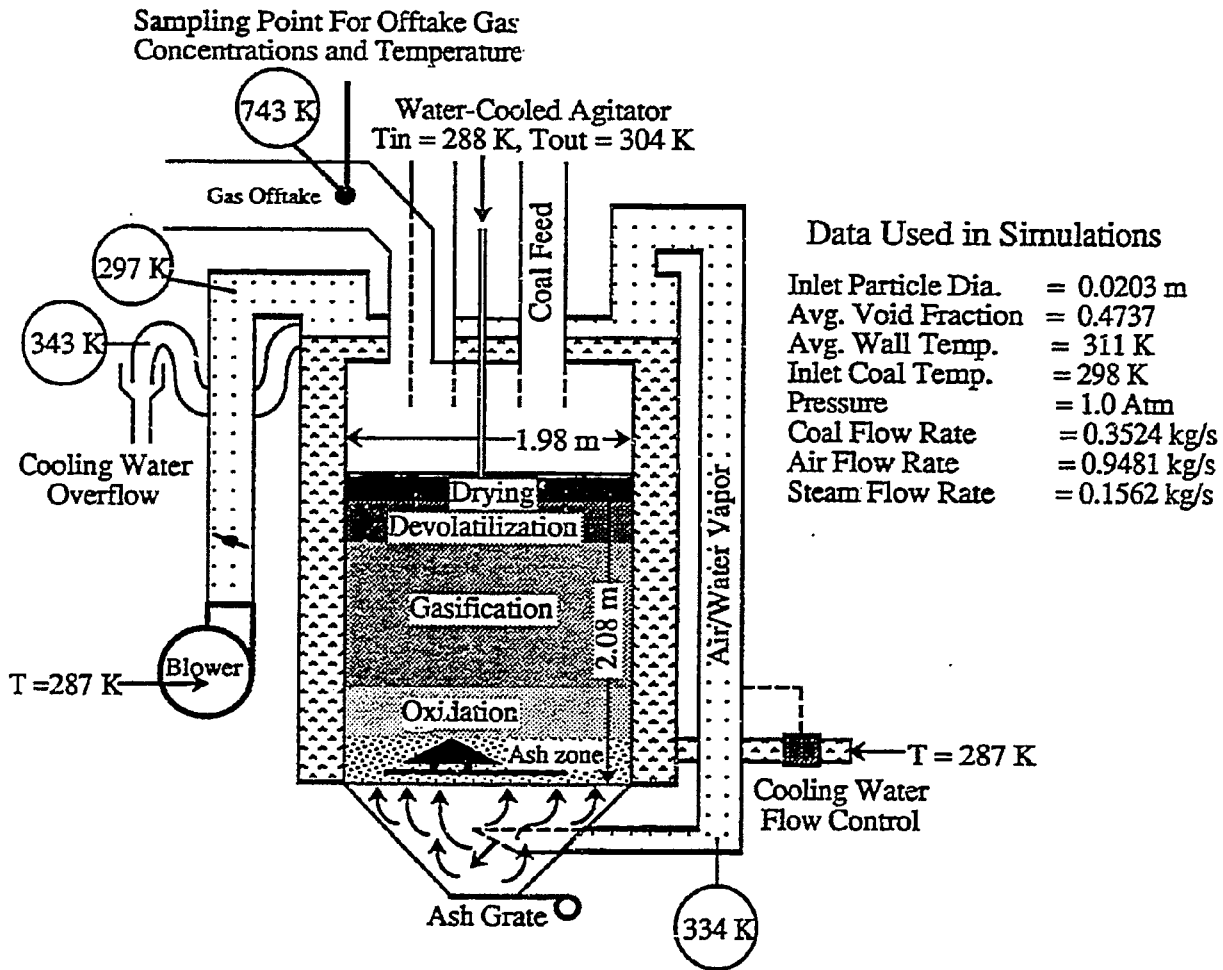 Sampling Point For Offtake Gas
Concentrations and Temperature
743 K
Water-Cooled Agitator
Tin = 288 K, Tout = 304 K
Gas Offtake
Coal Feed
297 K
343 K
Cooling Water
Overflow
1.98 m
Drying
Devolatilization
Gasification
2.08 m
Oxidation
Ash zone
Air/Water Vapor
Blower
T = 287 K
T = 287 K
Cooling Water
Flow Control
Ash Grate
334 K
Data Used in Simulations
Inlet Particle Dia. = 0.0203 m
Avg. Void Fraction = 0.4737
Avg. Wall Temp. = 311 K
Inlet Coal Temp. = 298 K
Pressure = 1.0 Atm
Coal Flow Rate = 0.3524 kg/s
Air Flow Rate = 0.9481 kg/s
Steam Flow Rate = 0.1562 kg/s